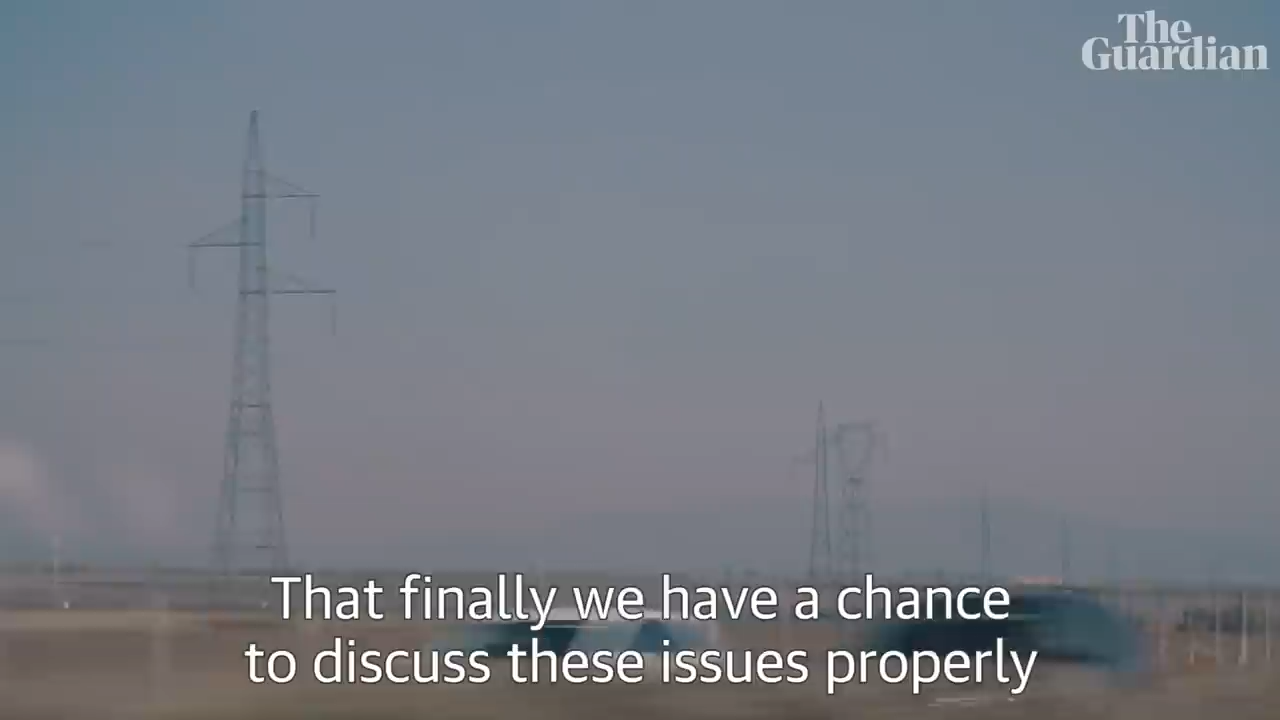 The
Guardian
That finally we have a chance
to discuss these issues properly